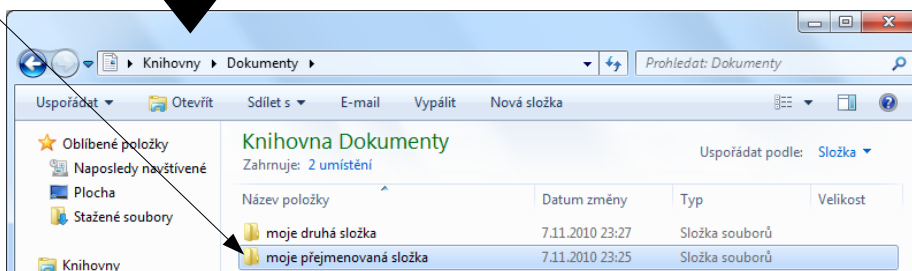 Knihovny Dokumenty Prohledat: Dokumenty
Uspořádat Otevřít Sdílet s E-mail Vypálit Nová složka
Oblíbené položky
Naposledy navštívené
Plocha
Stažené soubory
Knihovny
Knihovna Dokumenty
Zahrnuje: 2 umístění
Uspořádat podle: Složka
Název položky Datum změny Typ Velikost
moje druhá složka 7.11.2010 23:27 Složka souborů
moje přejmenovaná složka 7.11.2010 23:25 Složka souborů